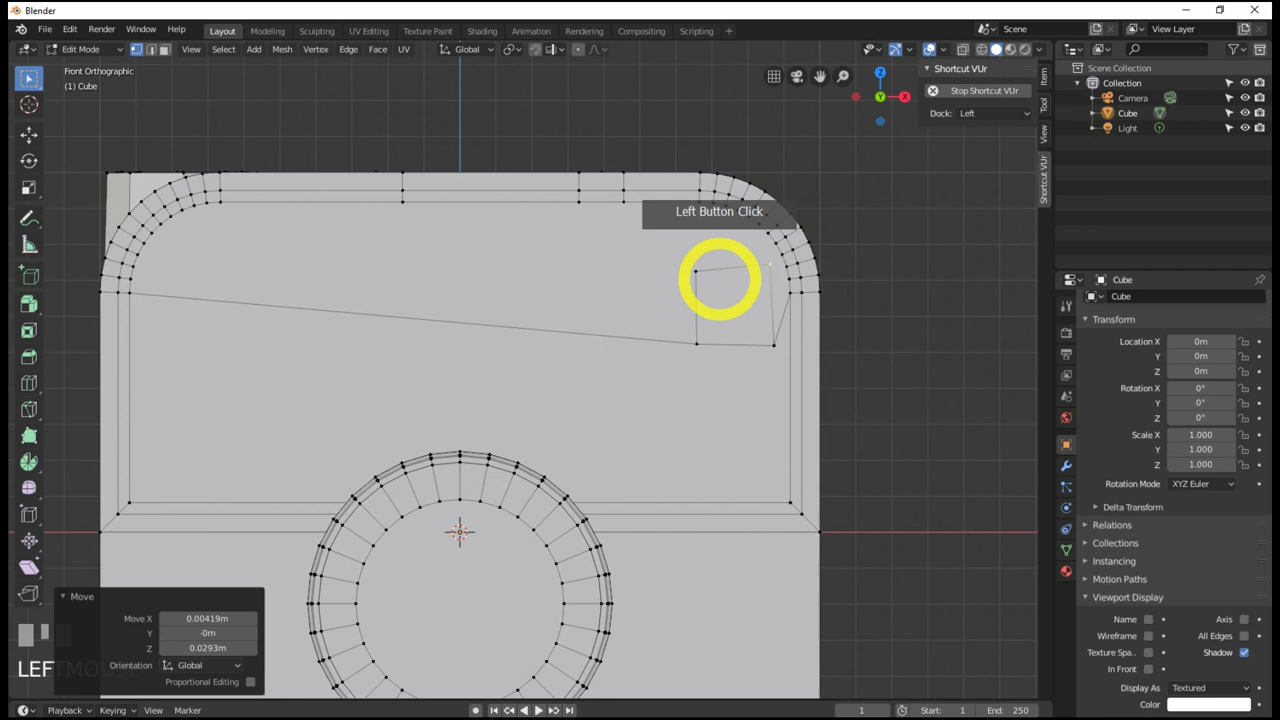 Blender
File Edit Render Window Help Layout Modeling Sculpting UV Editing Texture Paint Shading Animation Rendering Compositing Scripting Scene View Layer
Edit Mode View Select Add Mesh Vertex Edge Face UV Global
Front Orthographic
(1) Cube
Shortcut VUr
Stop Shortcut VUr
Dock: Left
Item
Tool
View
Shortcut VUr
Scene Collection
Collection
Camera
Cube
Light
Left Button Click
Cube
Cube
Transform
Location X 0m
Y 0m
Z 0m
Rotation X 0°
Y 0°
Z 0°
Scale X 1.000
Y 1.000
Z 1.000
Rotation Mode XYZ Euler
Delta Transform
Relations
Collections
Instancing
Motion Paths
Viewport Display
Name Axis
Wireframe All Edges
Texture Spa.. Shadow
In Front
Display As Textured
Color
Move
Move X 0.00419m
Y -0m
Z 0.0293m
Orientation Global
Proportional Editing
Playback Keying View Marker 1 Start: 1 End: 250